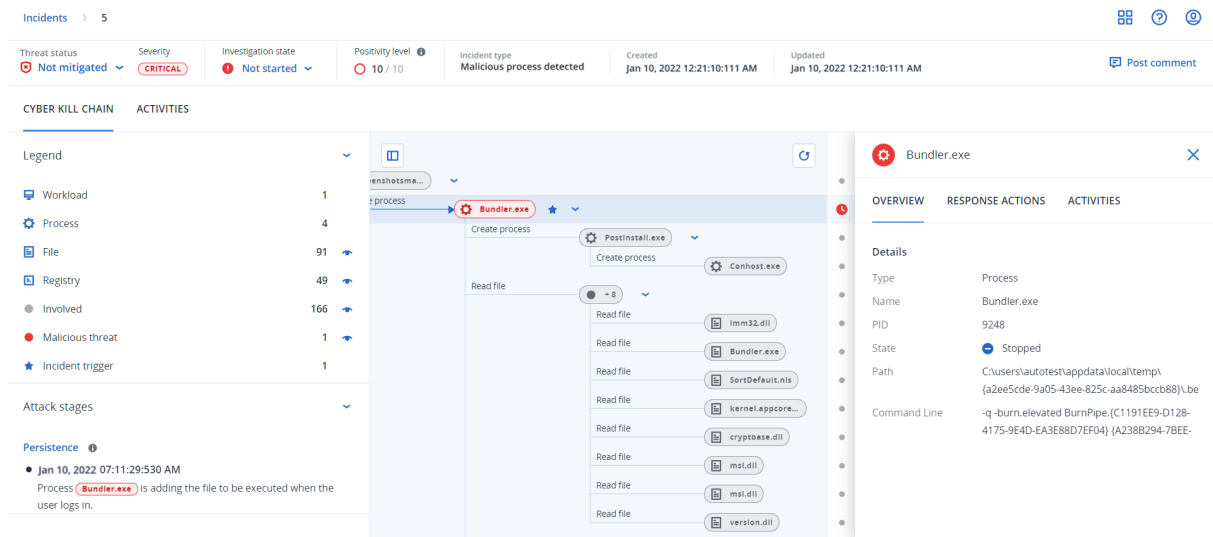 Incidents > 5
Threat status
Not mitigated
Severity
CRITICAL
Investigation state
Not started
Positivity level
10 / 10
Incident type
Malicious process detected
Created
Jan 10, 2022 12:21:10:111 AM
Updated
Jan 10, 2022 12:21:10:111 AM
Post comment
CYBER KILL CHAIN
ACTIVITIES
Legend
Workload 1
Process 4
File 91
Registry 49
Involved 166
Malicious threat 1
Incident trigger 1
Attack stages
Persistence
Jan 10, 2022 07:11:29:530 AM
Process Bundler.exe is adding the file to be executed when the
user logs in.
eenshotsma...
e process
Bundler.exe
Create process
PostInstall.exe
Create process
Conhost.exe
Read file
- 8
Read file
imm32.dll
Read file
Bundler.exe
Read file
SortDefault.nls
Read file
kernel.appcore...
Read file
cryptbase.dll
Read file
msi.dll
Read file
msi.dll
Read file
version.dll
Bundler.exe
OVERVIEW
RESPONSE ACTIONS
ACTIVITIES
Details
Type Process
Name Bundler.exe
PID 9248
State Stopped
Path C:\users\autotest\appdata\local\temp\
{a2ee5cde-9a05-43ee-825c-aa8485bccb88}\.be
Command Line -q -burn.elevated BurnPipe.{C1191EE9-D128-
4175-9E4D-EA3E88D7EF04} {A238B294-7BEE-